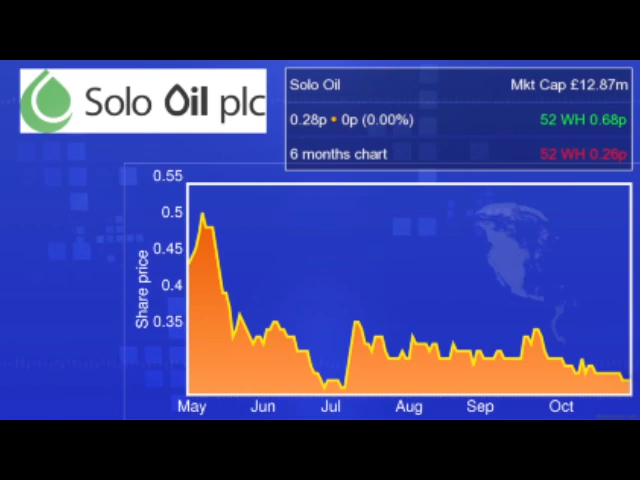 Solo Oil plc
Solo Oil Mkt Cap £12.87m
0.28p • 0p (0.00%) 52 WH 0.68p
6 months chart 52 WH 0.26p
0.55
0.5
0.45
0.4
0.35
Share price
May Jun Jul Aug Sep Oct